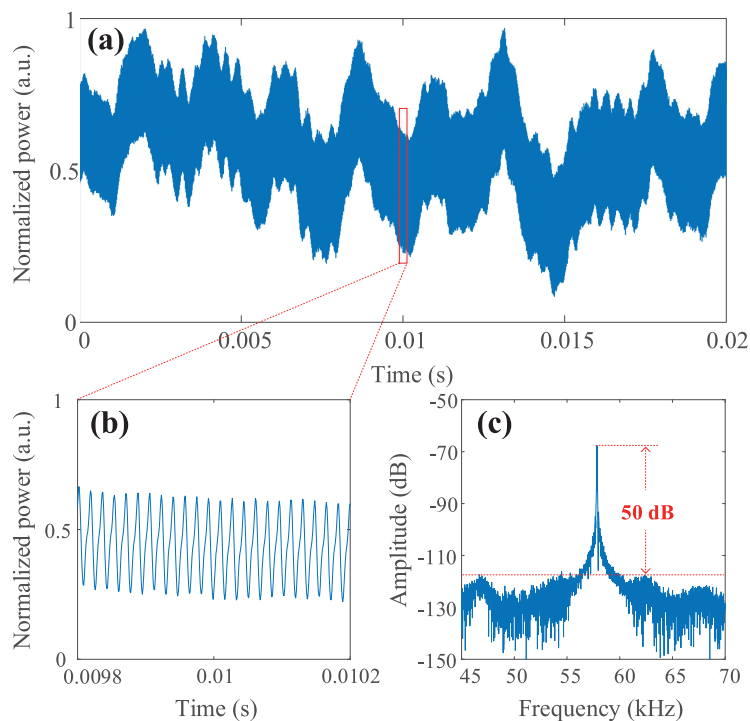 (a)
Normalized power (a.u.)
1
0.5
0
0 0.005 0.01 0.015 0.02
Time (s)
(b)
Normalized power (a.u.)
1
0.5
0
0.0098 0.01 0.0102
Time (s)
(c)
Amplitude (dB)
-50
-70
-90
-110
-130
-150
50 dB
45 50 55 60 65 70
Frequency (kHz)